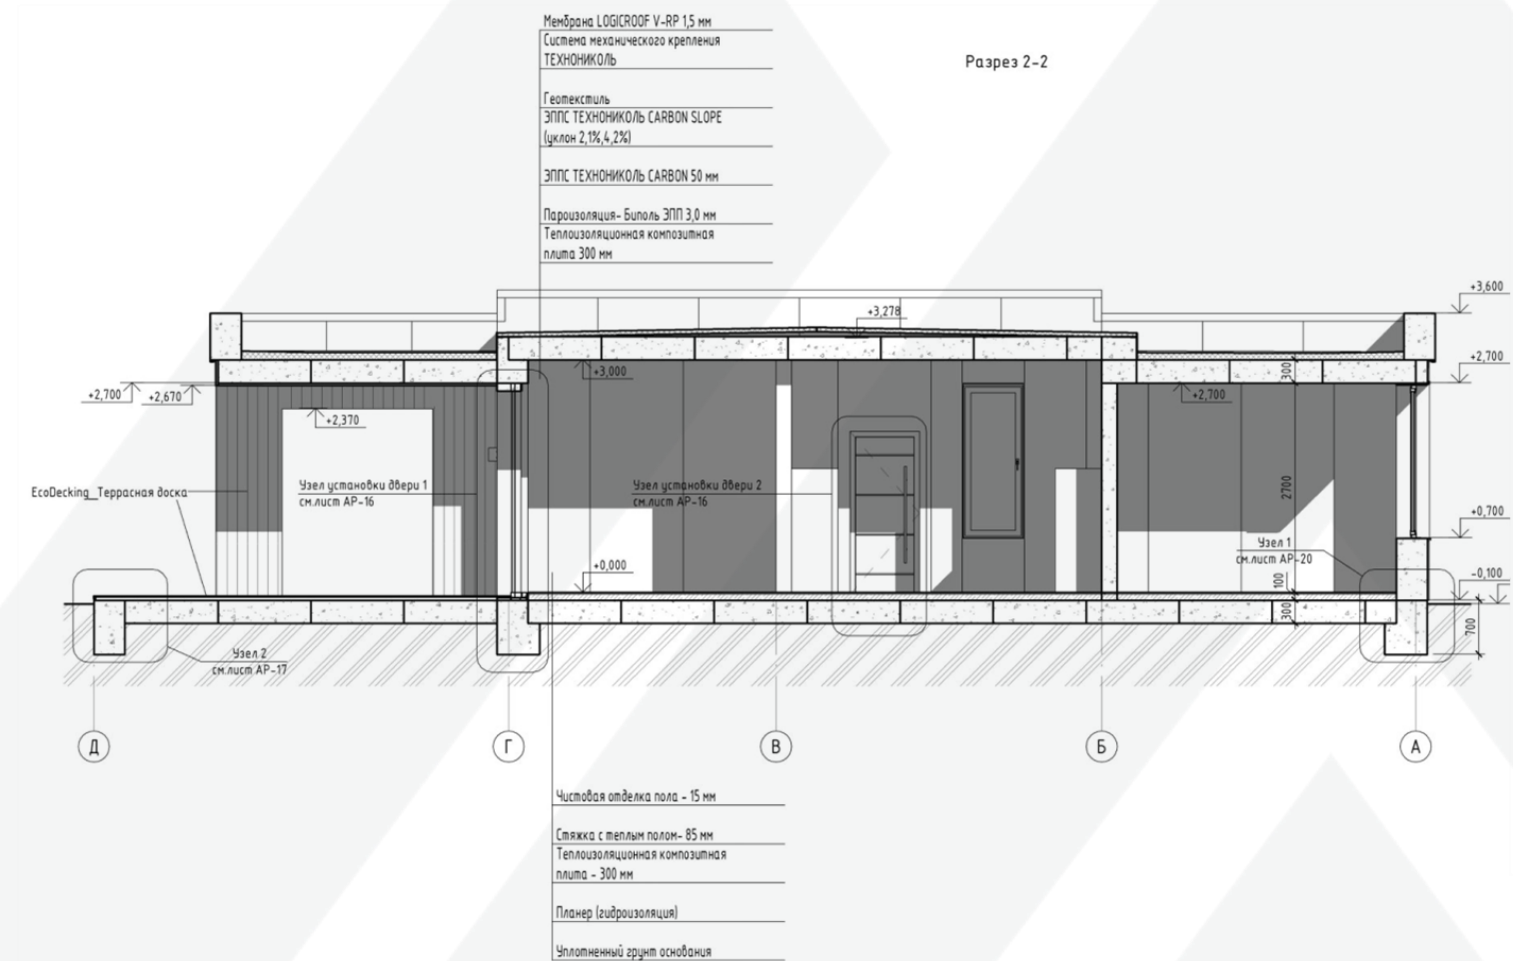 Мембрана LOGICROOF V-RP 1,5 мм
Система механического крепления
ТЕХНОНИКОЛЬ
Геотекстиль
ЭППС ТЕХНОНИКОЛЬ CARBON SLOPE
(уклон 2,1%,4,2%)
ЭППС ТЕХНОНИКОЛЬ CARBON 50 мм
Пароизоляция- Биполь ЭПП 3,0 мм
Теплоизоляционная композитная
плита 300 мм
Разрез 2-2
+3,600
+3,278
+2,700
+3,000
300
+2,700
+2,670
+2,700
+2,370
EcoDecking_Террасная доска
Узел установки двери 1
см.лист АР-16
Узел установки двери 2
см.лист АР-16
2700
+0,700
Узел 1
см.лист АР-20
+0,000
100
-0,100
300
700
Узел 2
см.лист АР-17
Д
Г
В
Б
А
Чистовая отделка пола - 15 мм
Стяжка с теплым полом- 85 мм
Теплоизоляционная композитная
плита - 300 мм
Планер (гидроизоляция)
Уплотненный грунт основания